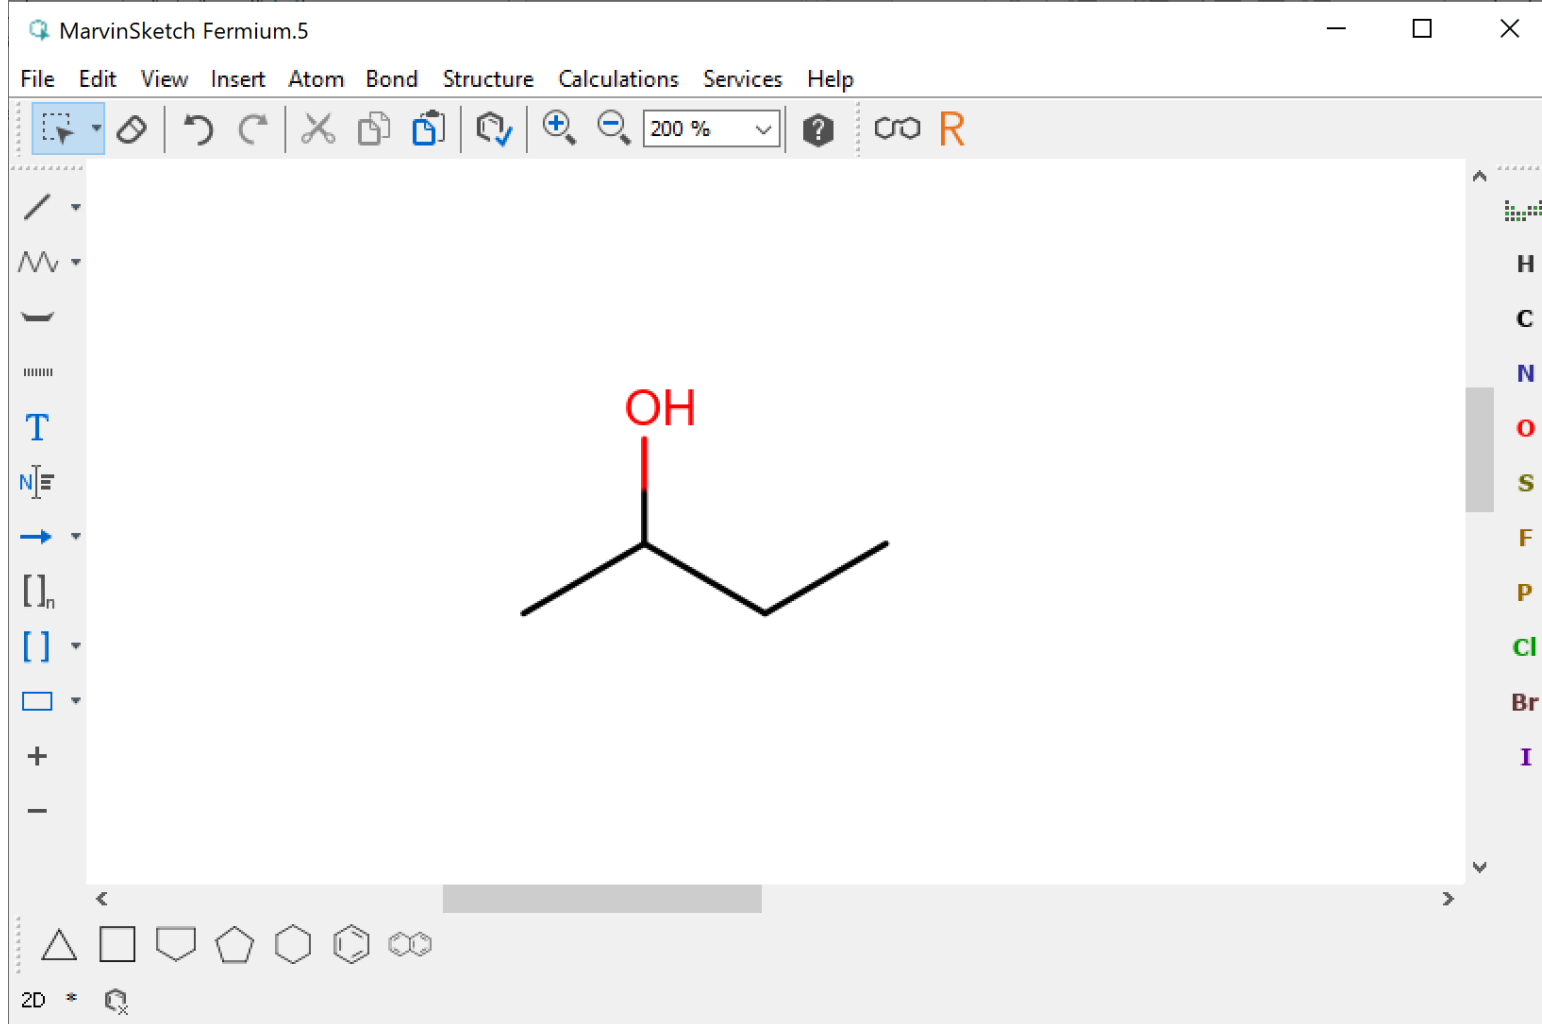 MarvinSketch Fermium.5
File Edit View Insert Atom Bond Structure Calculations Services Help
200 % ? R
H
C
N
T
O
N
S
F
[ ]n
P
[ ]
Cl
Br
+
I
−
OH
2D *